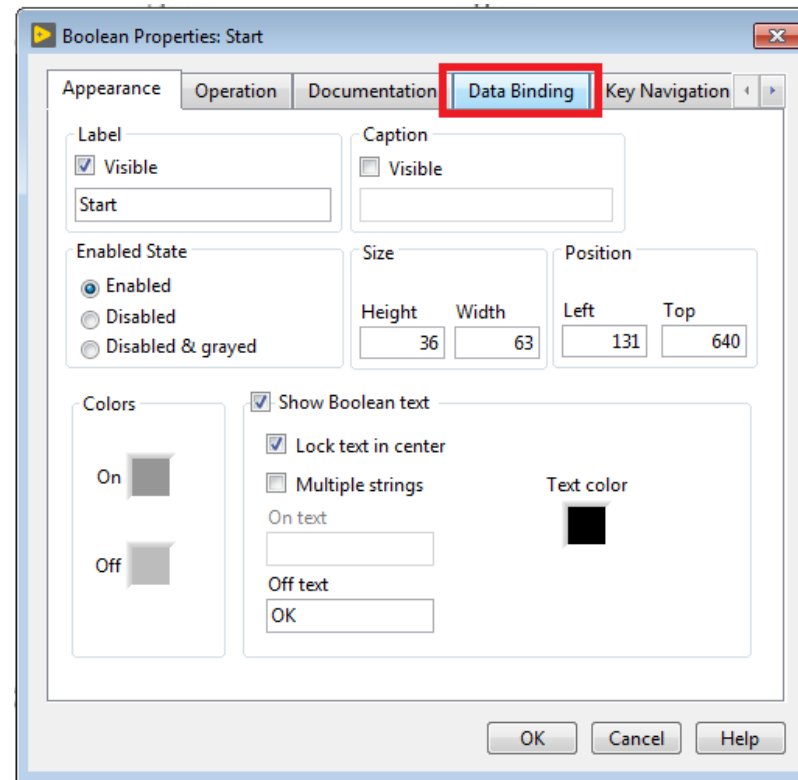 Boolean Properties: Start
Appearance Operation Documentation Data Binding Key Navigation
Label Caption
Visible Visible
Start
Enabled State Size Position
Enabled
Disabled
Disabled & grayed
Height Width Left Top
36 63 131 640
Colors Show Boolean text
Lock text in center
On Multiple strings Text color
On text
Off
Off text
OK
OK Cancel Help